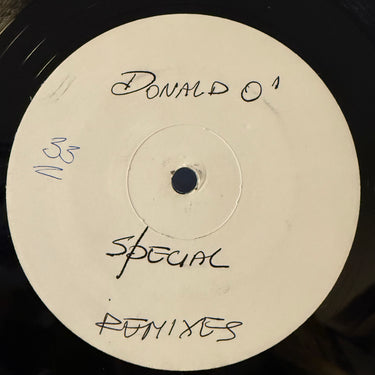 DONALD O'
33
SPECIAL
REMIXES